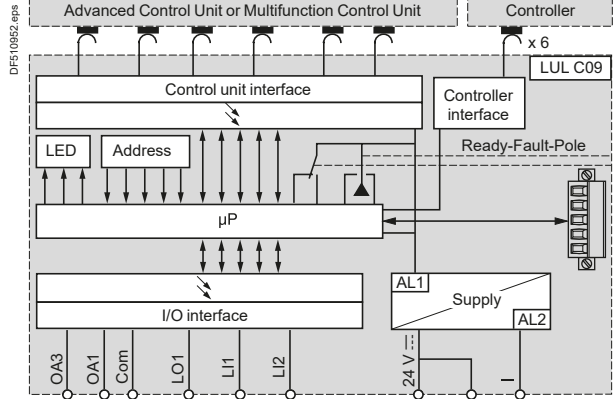 DF510952.eps
Advanced Control Unit or Multifunction Control Unit
Controller
x 6
LUL C09
Control unit interface
Controller
interface
LED
Address
Ready-Fault-Pole
µP
AL1
Supply
AL2
I/O interface
OA3
OA1
Com
LO1
LI1
LI2
24 V